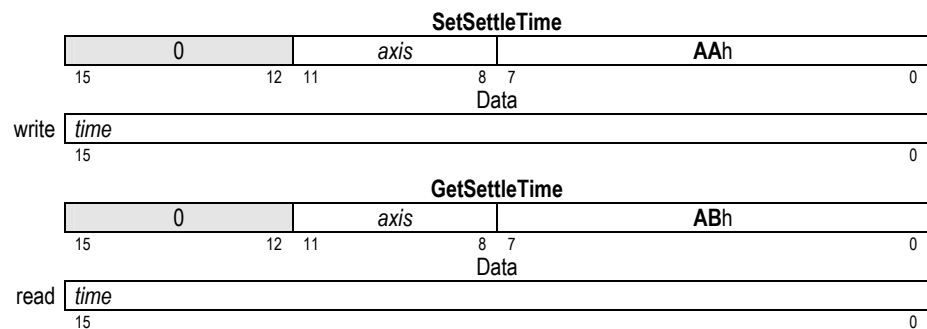 SetSettleTime
0 axis AAh
15 12 11 8 7 0
Data
write time
15 0
GetSettleTime
0 axis ABh
15 12 11 8 7 0
Data
read time
15 0